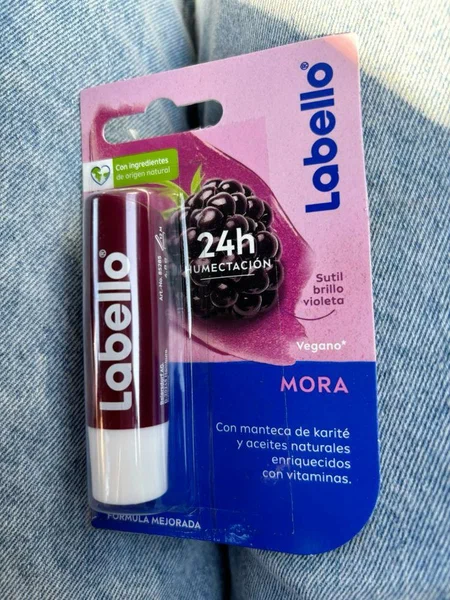 Labello®
Con ingredientes
de origen natural
24h
HUMECTACIÓN
Sutil
brillo
violeta
Vegano*
MORA
Con manteca de karité
y aceites naturales
enriquecidos
con vitaminas.
Labello®
FÓRMULA MEJORADA